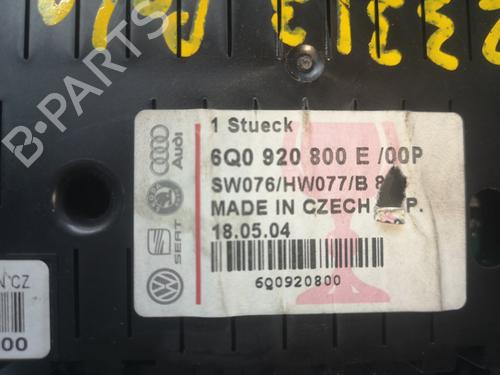 1 Stueck
6Q0 920 800 E /00P
SW076/HW077/B 8
MADE IN CZECH P.
18.05.04
6Q0920800
Audi
SEAT
N CZ
00
B-PARTS